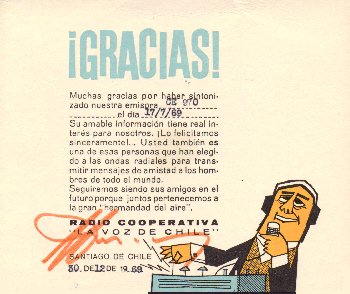 ¡GRACIAS!
Muchas gracias por haber sintoni-
zado nuestra emisora CE 970
, el día 17/7/69
Su amable información tiene real in-
terés para nosotros. ¡Lo felicitamos
sinceramente!... Usted también es
una de esas personas que han elegi-
do a las ondas radiales para trans-
mitir mensajes de amistad a los hom-
bres de todo el mundo.
Seguiremos siendo sus amigos en el
futuro porque juntos pertenecemos a
la gran "hermandad del aire".
RADIO COOPERATIVA
"LA VOZ DE CHILE"
SANTIAGO DE CHILE
30. DE 12 DE 1969